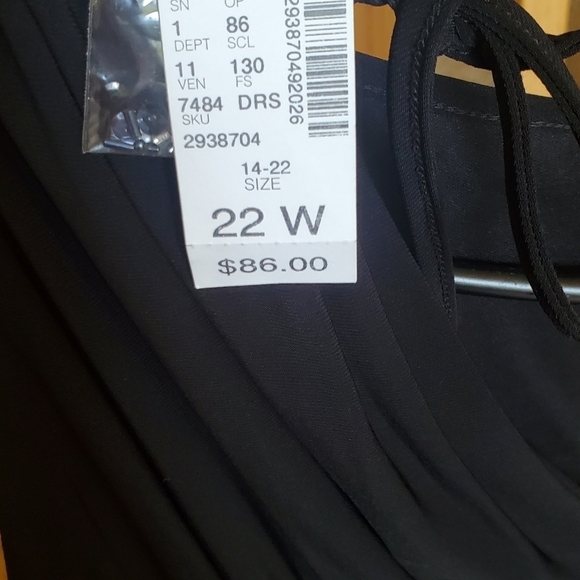 SN OP
1 86
DEPT SCL
11 130
VEN FS
7484 DRS
SKU
2938704
14-22
SIZE
22 W
$86.00
293870492026